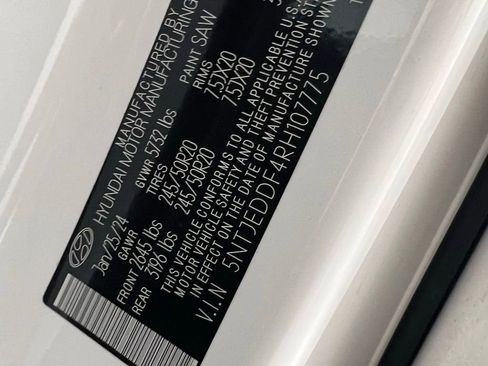 MANUFACTURED BY
HYUNDAI MOTOR MANUFACTURING
Jan/25/24 GVWR 5732 lbs PAINT SAW
GAWR TIRES RIMS
FRONT 2645 lbs 245/50R20 7.5JX20
REAR 3196 lbs 245/50R20 7.5JX20
THIS VEHICLE CONFORMS TO ALL APPLICABLE U.S.
MOTOR VEHICLE SAFETY AND THEFT PREVENTION STAN
IN EFFECT ON THE DATE OF MANUFACTURE SHOWN
V.I.N 5NTJEDDF4RH107775